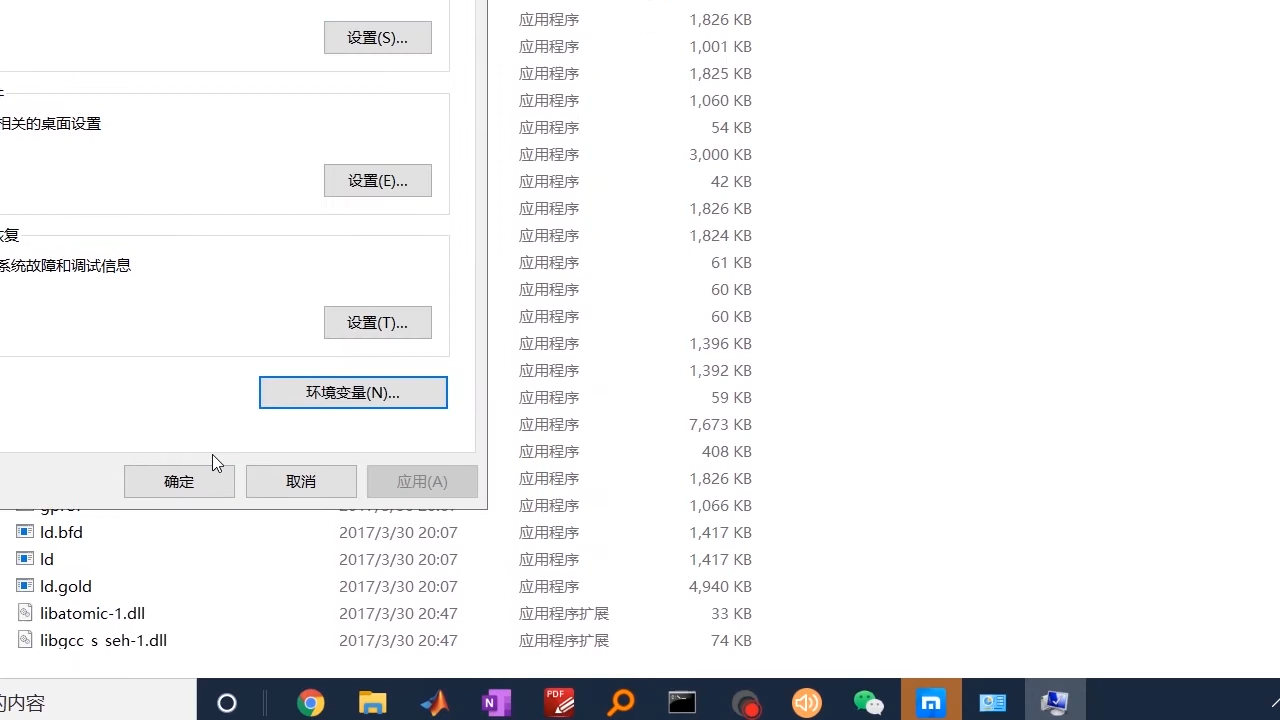 应用程序 1,826 KB
设置(S)...
应用程序 1,001 KB
应用程序 1,825 KB
应用程序 1,060 KB
相关的桌面设置
应用程序 54 KB
应用程序 3,000 KB
设置(E)...
应用程序 42 KB
应用程序 1,826 KB
复
应用程序 1,824 KB
系统故障和调试信息
应用程序 61 KB
应用程序 60 KB
设置(T)...
应用程序 60 KB
应用程序 1,396 KB
应用程序 1,392 KB
环境变量(N)...
应用程序 59 KB
应用程序 7,673 KB
应用程序 408 KB
确定 取消 应用(A)
应用程序 1,826 KB
应用程序 1,066 KB
ld.bfd 2017/3/30 20:07 应用程序 1,417 KB
ld 2017/3/30 20:07 应用程序 1,417 KB
ld.gold 2017/3/30 20:07 应用程序 4,940 KB
libatomic-1.dll 2017/3/30 20:47 应用程序扩展 33 KB
libgcc_s_seh-1.dll 2017/3/30 20:47 应用程序扩展 74 KB
的内容
PDF